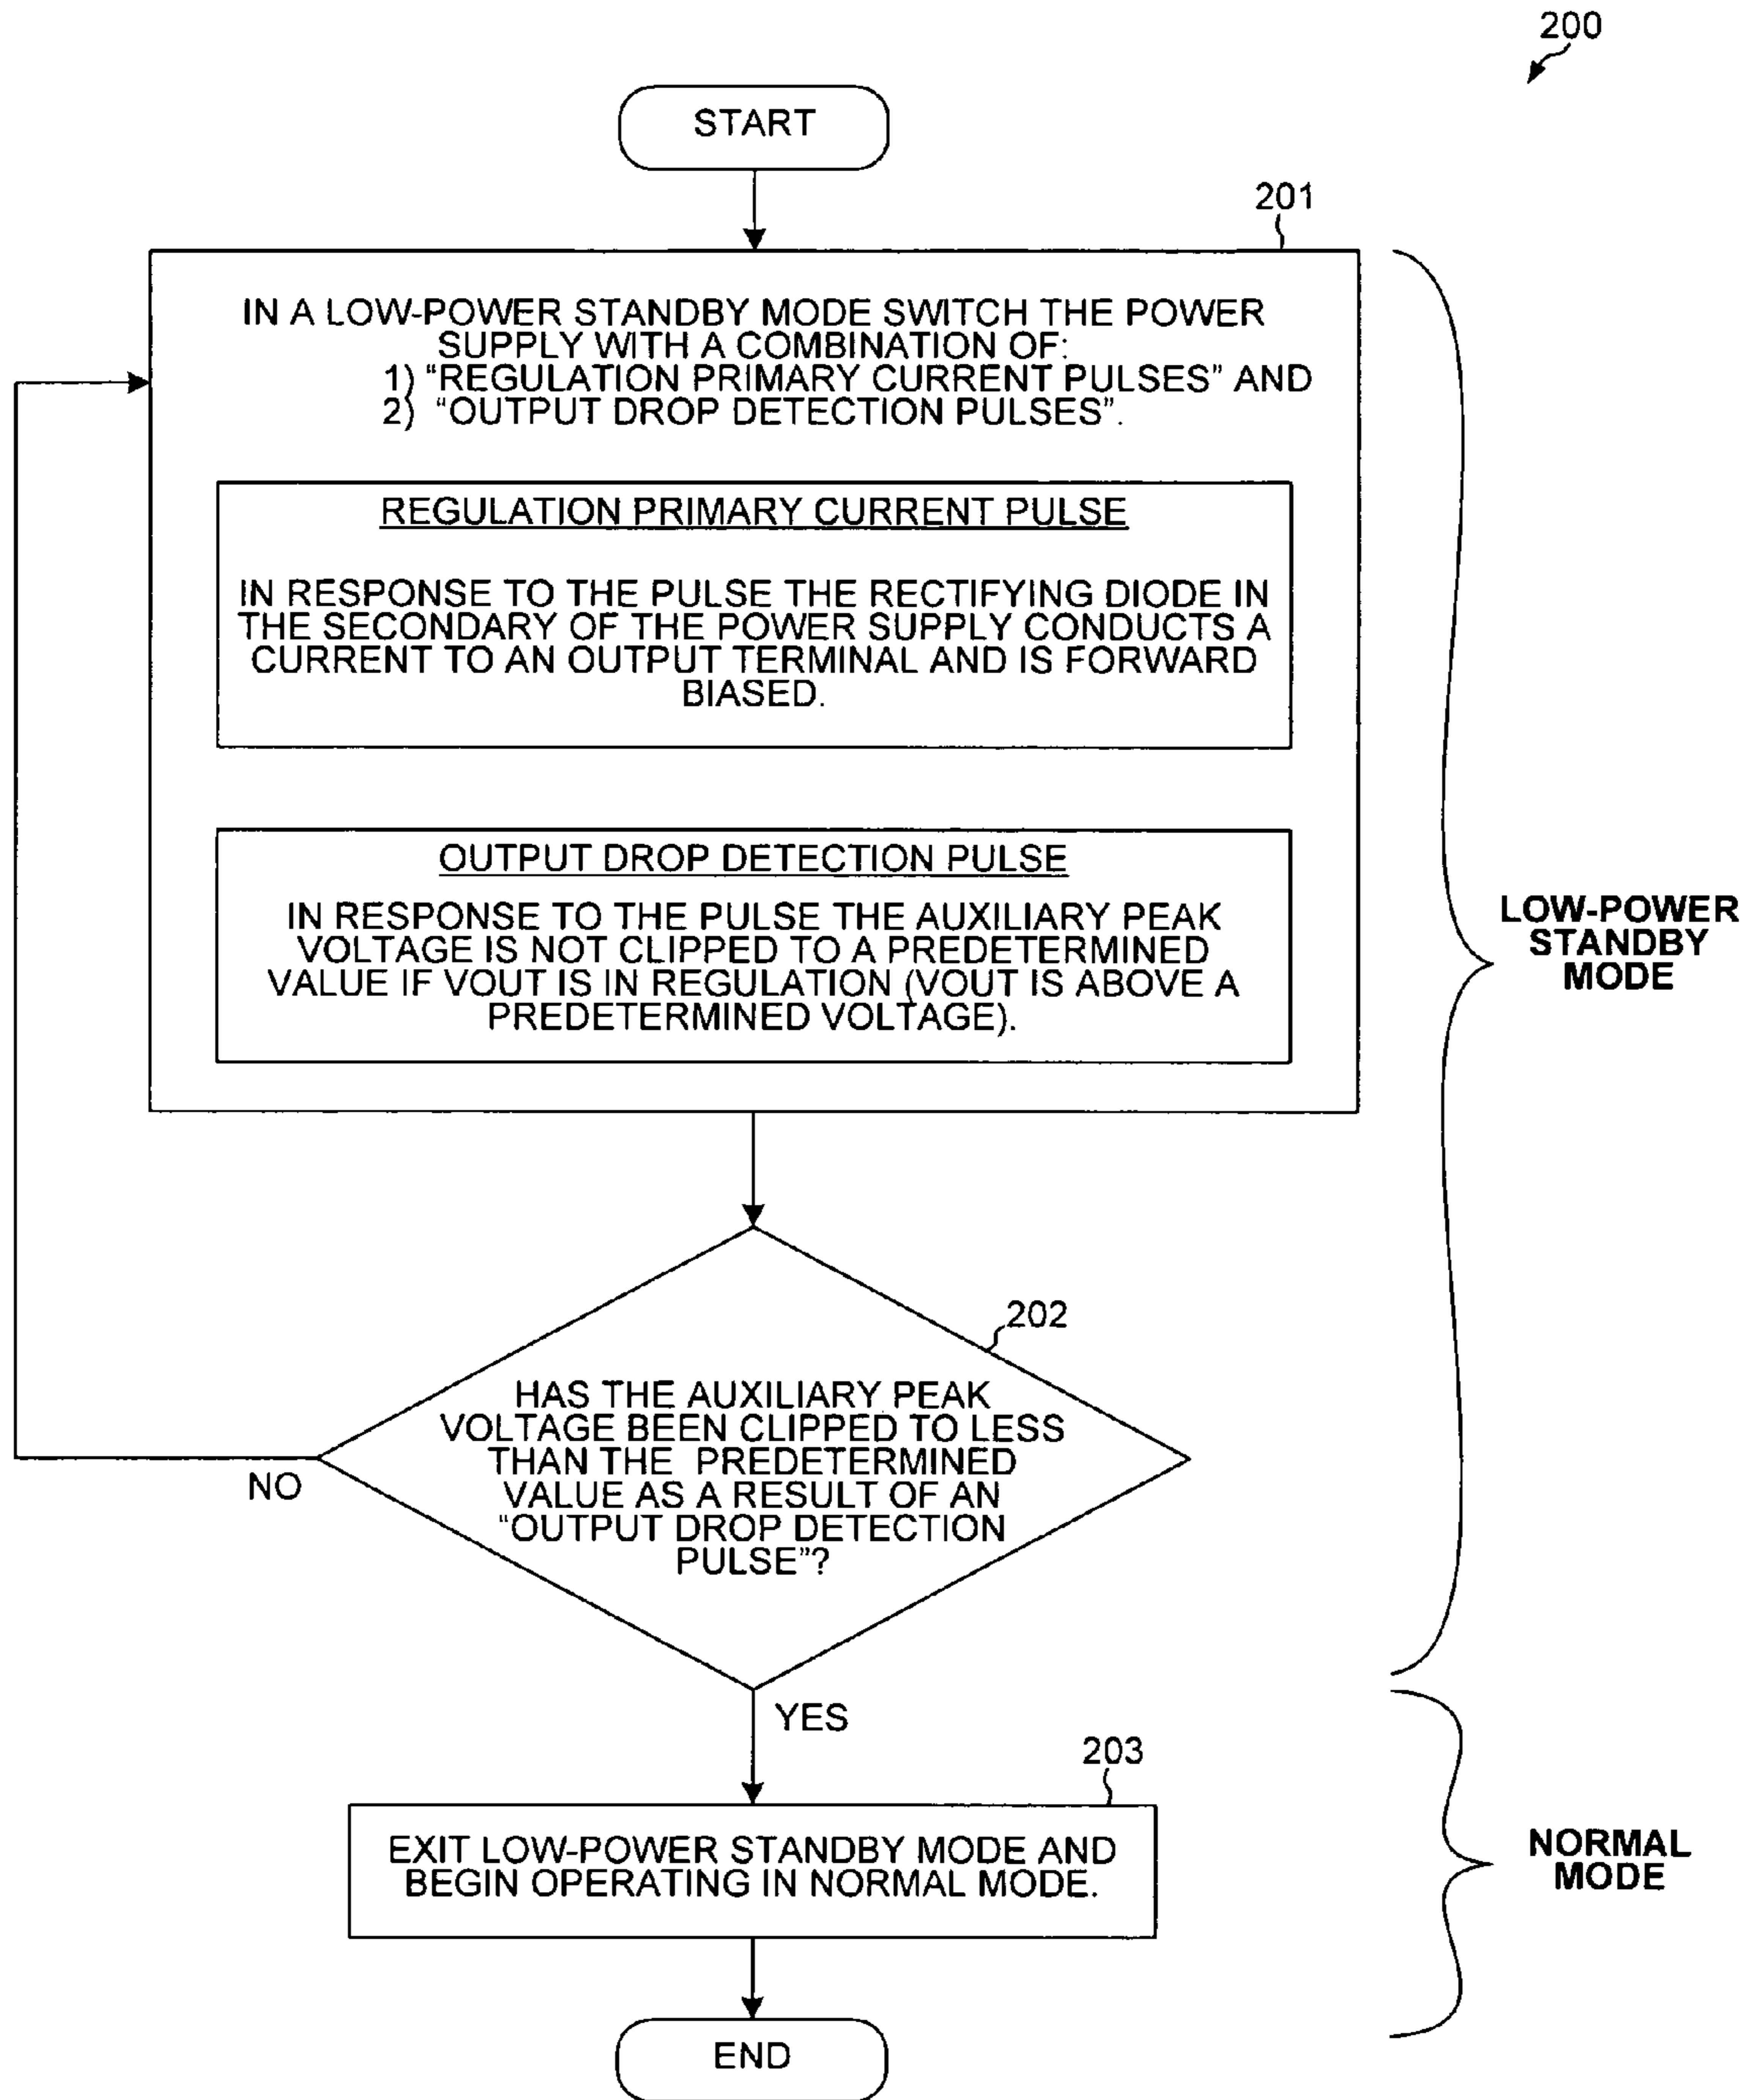 200
START
201
IN A LOW-POWER STANDBY MODE SWITCH THE POWER
SUPPLY WITH A COMBINATION OF:
1) “REGULATION PRIMARY CURRENT PULSES” AND
2) “OUTPUT DROP DETECTION PULSES”.
REGULATION PRIMARY CURRENT PULSE
IN RESPONSE TO THE PULSE THE RECTIFYING DIODE IN
THE SECONDARY OF THE POWER SUPPLY CONDUCTS A
CURRENT TO AN OUTPUT TERMINAL AND IS FORWARD
BIASED.
OUTPUT DROP DETECTION PULSE
IN RESPONSE TO THE PULSE THE AUXILIARY PEAK
VOLTAGE IS NOT CLIPPED TO A PREDETERMINED
VALUE IF VOUT IS IN REGULATION (VOUT IS ABOVE A
PREDETERMINED VOLTAGE).
LOW-POWER
STANDBY
MODE
202
HAS THE AUXILIARY PEAK
VOLTAGE BEEN CLIPPED TO LESS
THAN THE PREDETERMINED
VALUE AS A RESULT OF AN
“OUTPUT DROP DETECTION
PULSE”?
NO
YES
203
EXIT LOW-POWER STANDBY MODE AND
BEGIN OPERATING IN NORMAL MODE.
NORMAL
MODE
END